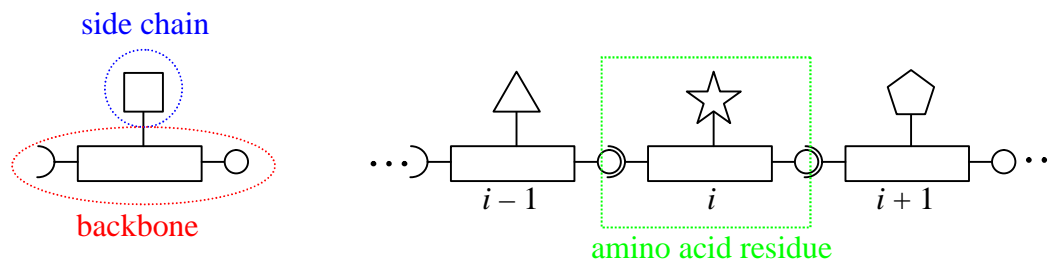 side chain
backbone
i – 1
i
i + 1
amino acid residue